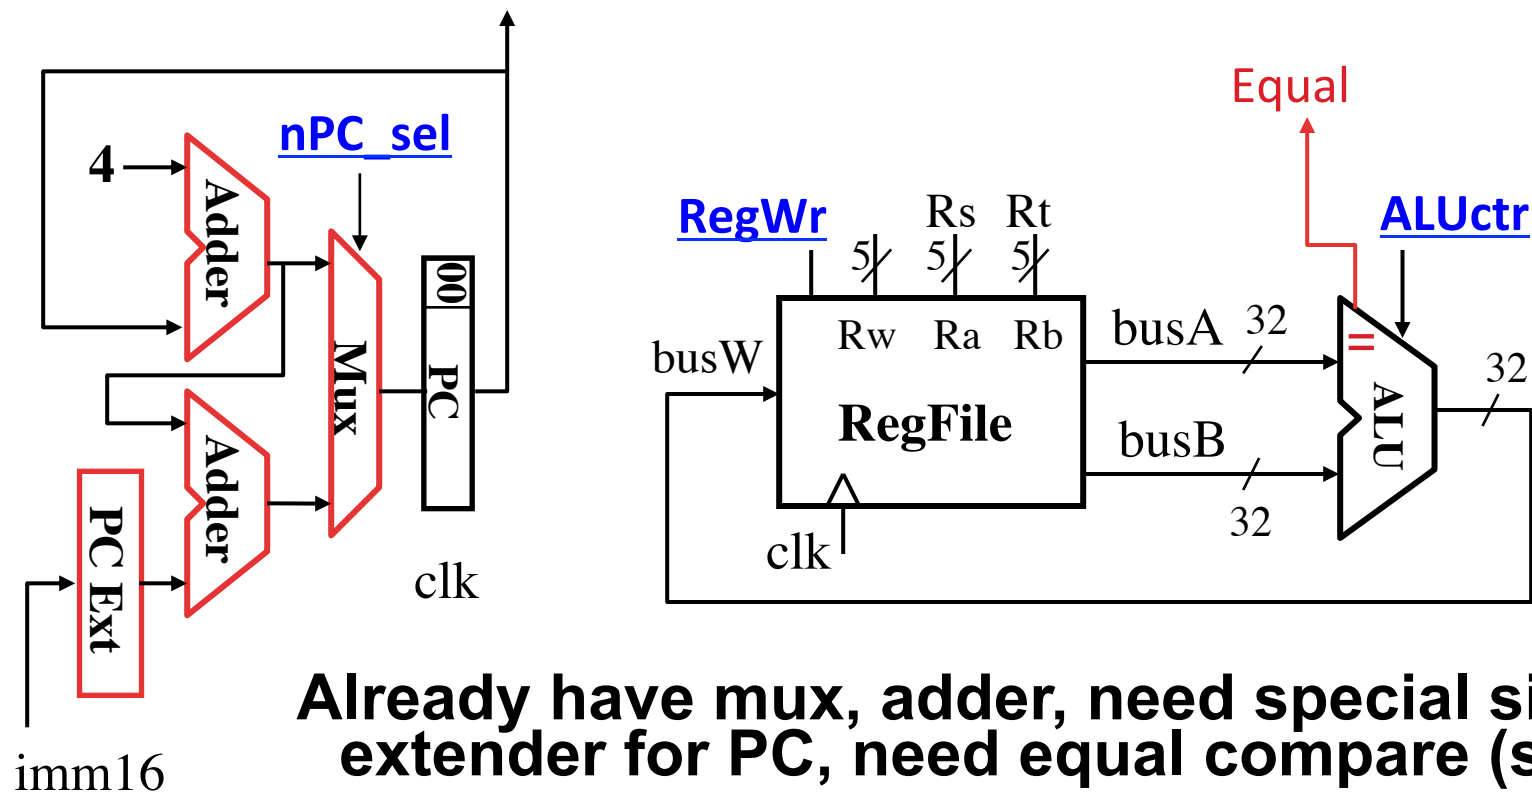 Equal
nPC_sel
4
Adder
RegWr
Rs
Rt
ALUctr
5
5
5
00
PC
Mux
Rw
Ra
Rb
busA
32
=
busW
RegFile
ALU
32
busB
32
Adder
PC Ext
clk
clk
Already have mux, adder, need special si
extender for PC, need equal compare (s
imm16